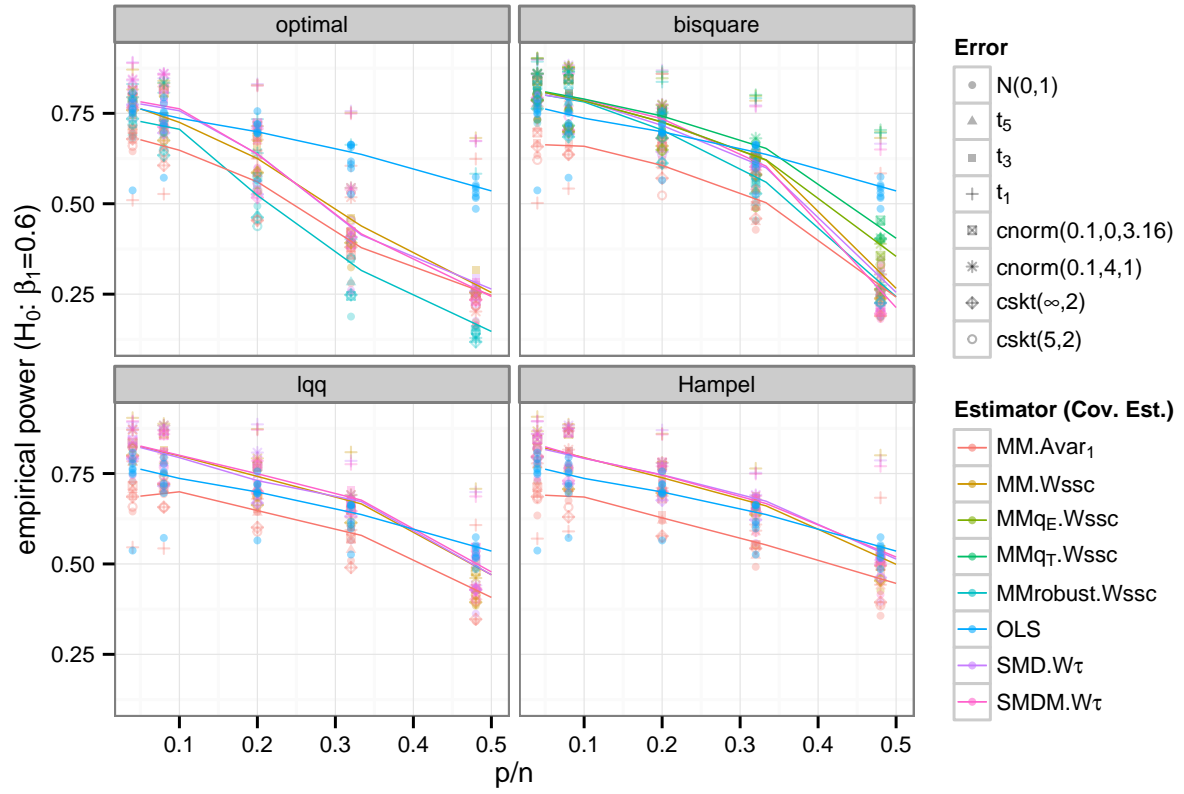 optimal
bisquare
lqq
Hampel
empirical power (H₀: β₁=0.6)
0.75
0.50
0.25
0.75
0.50
0.25
0.1 0.2 0.3 0.4 0.5
0.1 0.2 0.3 0.4 0.5
p/n
Error
N(0,1)
t₅
t₃
t₁
cnorm(0.1,0,3.16)
cnorm(0.1,4,1)
cskt(∞,2)
cskt(5,2)
Estimator (Cov. Est.)
MM.Avar₁
MM.Wssc
MMq_E.Wssc
MMq_T.Wssc
MMrobust.Wssc
OLS
SMD.Wτ
SMDM.Wτ